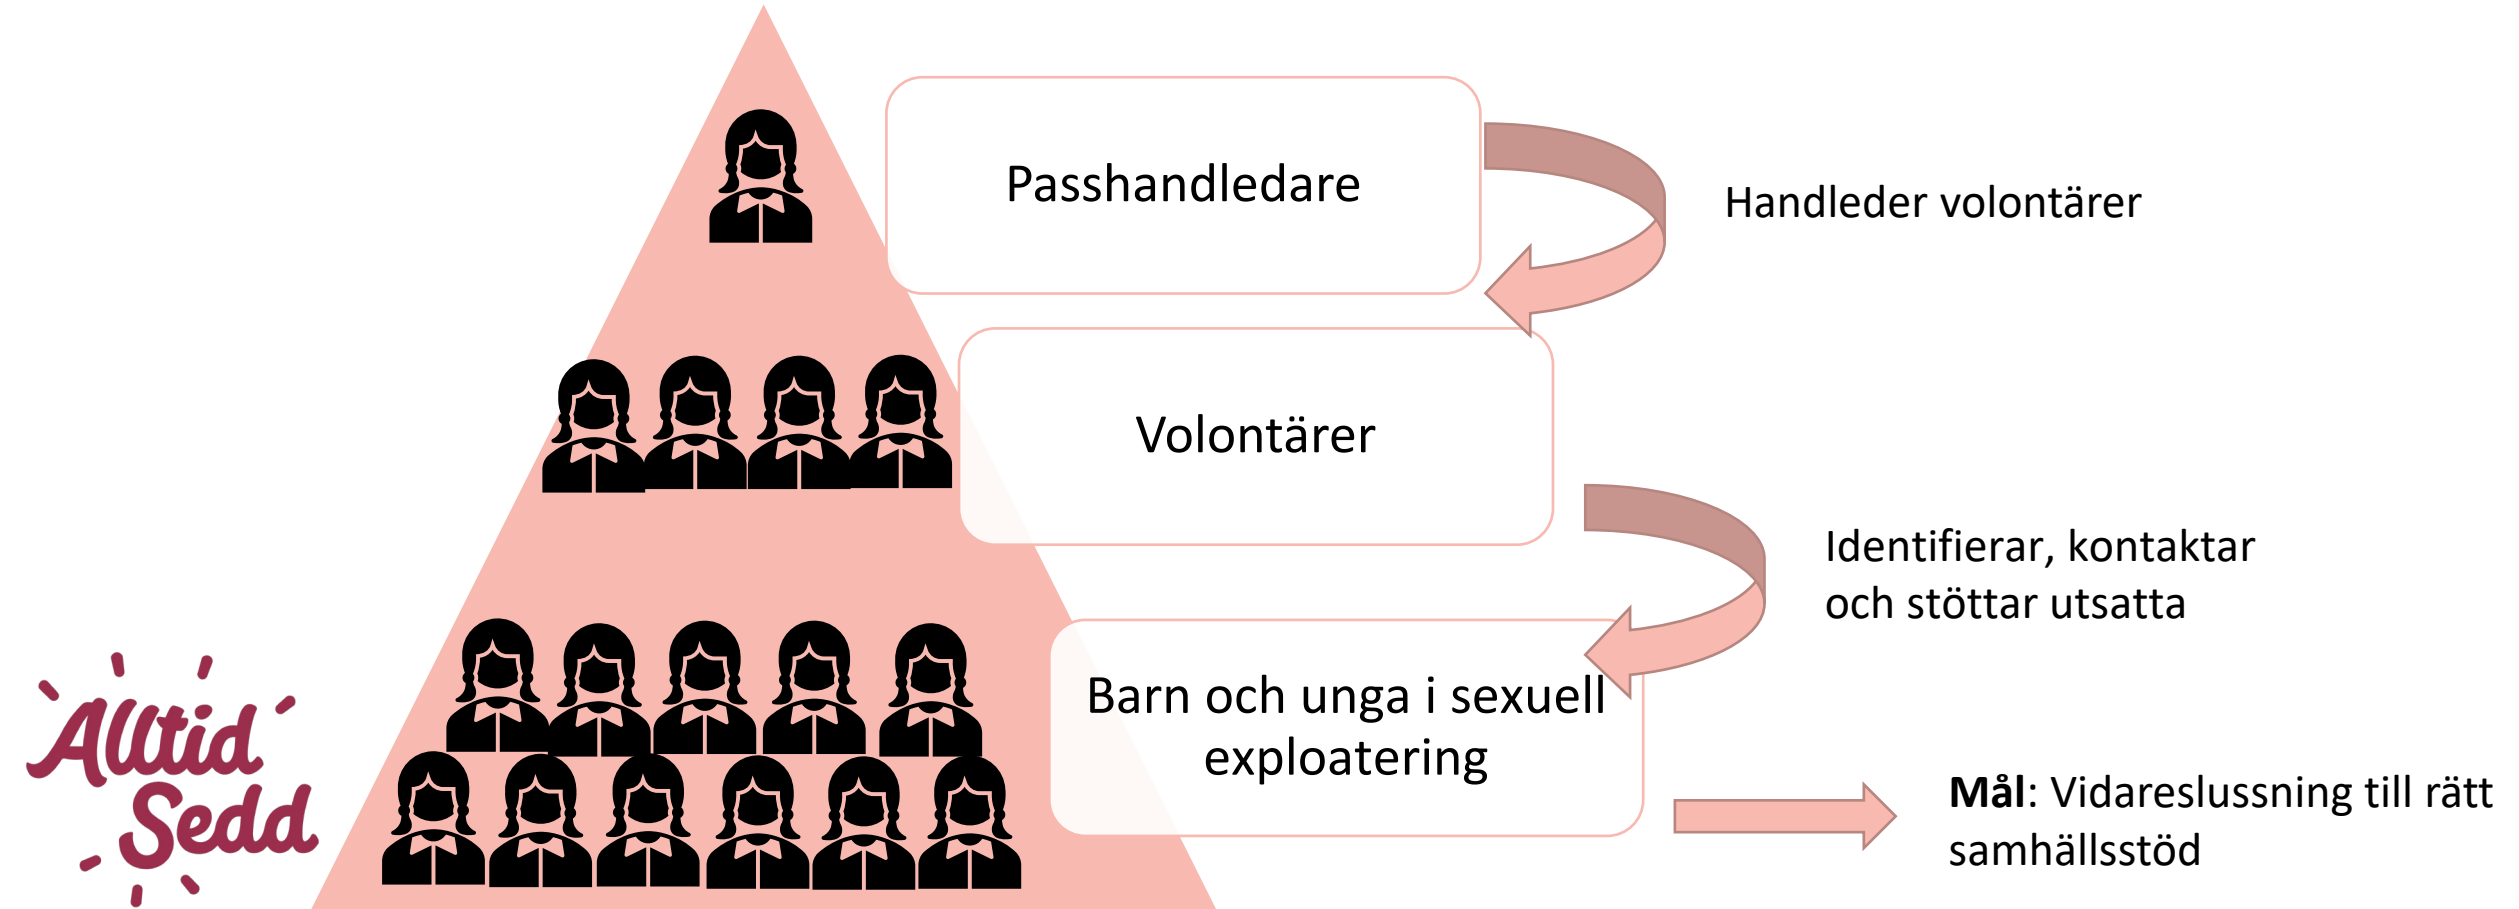 Passhandledare
Handleder volontärer
Volontärer
Identifierar, kontaktar
och stöttar utsatta
Barn och unga i sexuell
exploatering
Mål: Vidareslussning till rätt
samhällsstöd
Alltid.
Sedd.